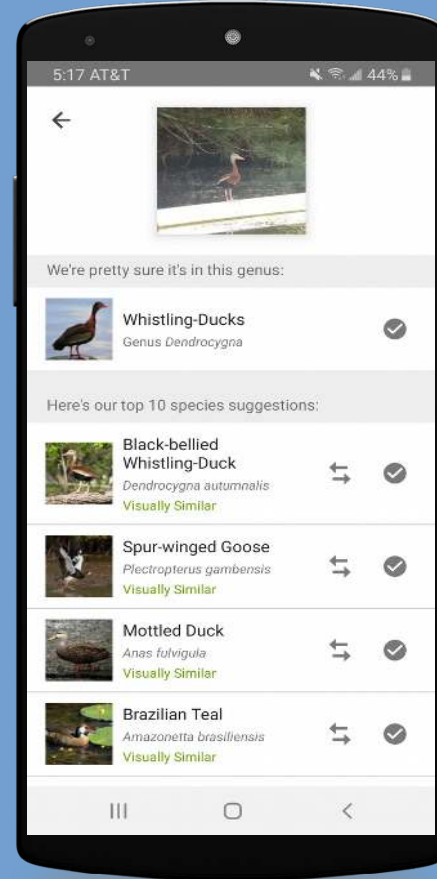 5:17 AT&T 44%
We're pretty sure it's in this genus:
Whistling-Ducks
Genus Dendrocygna
Here's our top 10 species suggestions:
Black-bellied
Whistling-Duck
Dendrocygna autumnalis
Visually Similar
Spur-winged Goose
Plectropterus gambensis
Visually Similar
Mottled Duck
Anas fulvigula
Visually Similar
Brazilian Teal
Amazonetta brasiliensis
Visually Similar